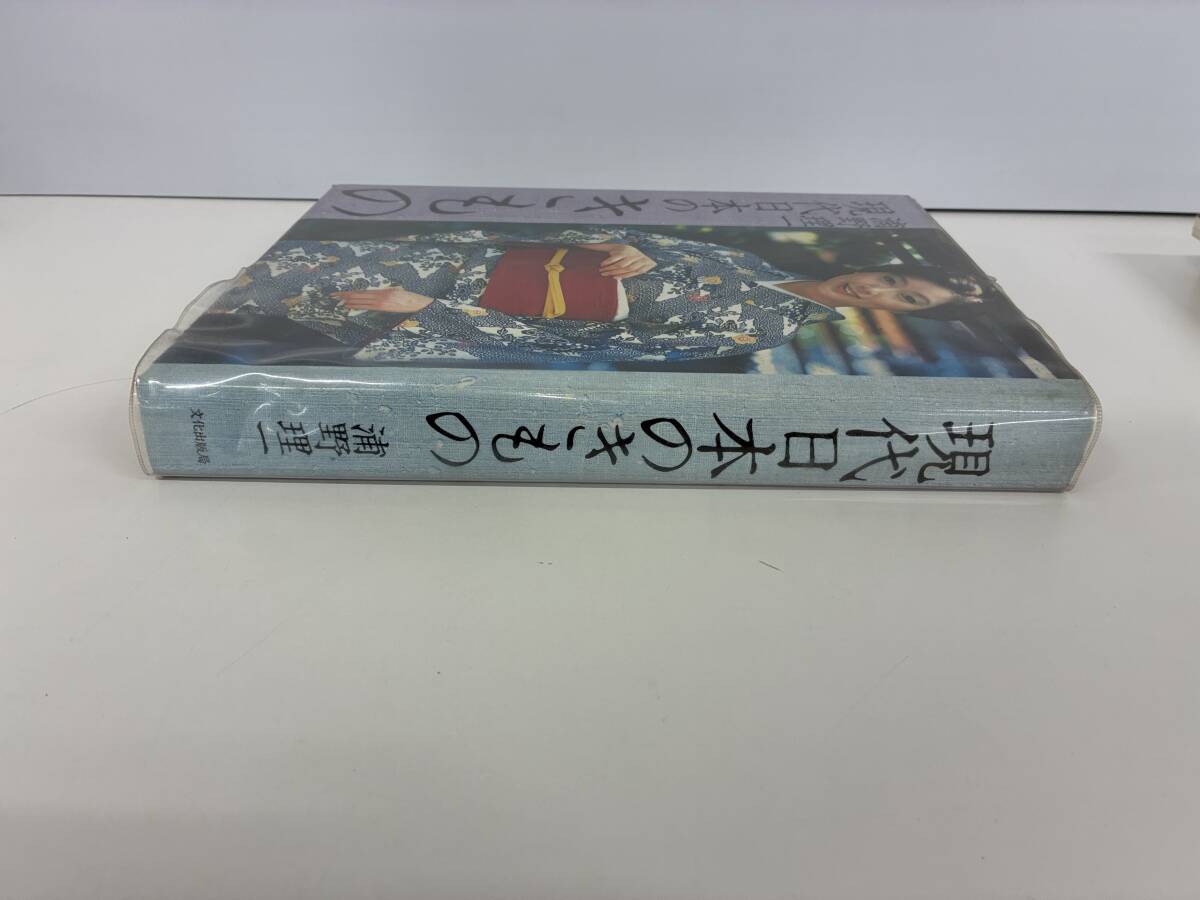 浦野理一
現代日本の
きもの
現代日本のきもの
浦野理一
文化出版局